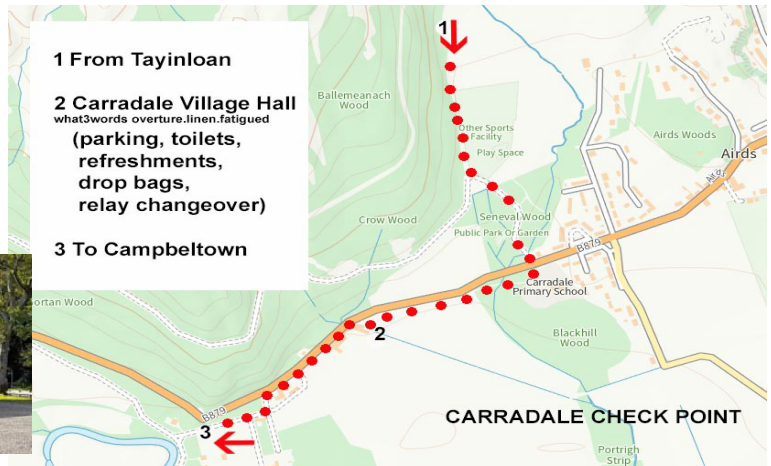 1 From Tayinloan
2 Carradale Village Hall
what3words overture.linen.fatigued
(parking, toilets,
refreshments,
drop bags,
relay changeover)
3 To Campbeltown
1
Ballemeanach
Wood
Other Sports
Facility
Play Space
Airds Woods
Airds
Crow Wood
Seneval Wood
Public Park Or Garden
B879
Carradale
Primary School
ortan Wood
2
Blackhill
Wood
B879
3
CARRADALE CHECK POINT
Portrigh
Strip